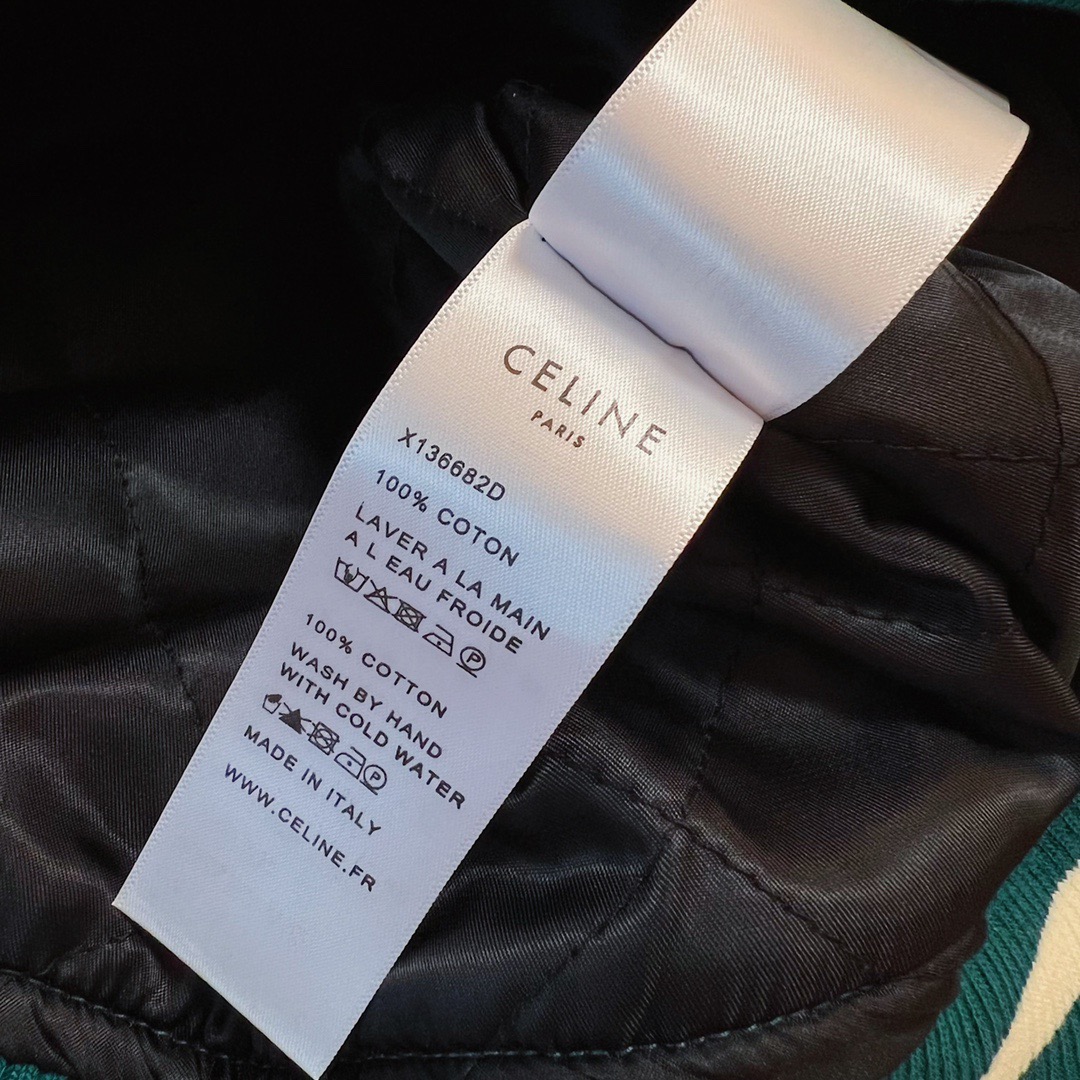 CELINE
PARIS
X136682D
100% COTON
LAVER A LA MAIN
A L EAU FROIDE
P
100% COTTON
WASH BY HAND
WITH COLD WATER
P
MADE IN ITALY
WWW.CELINE.FR